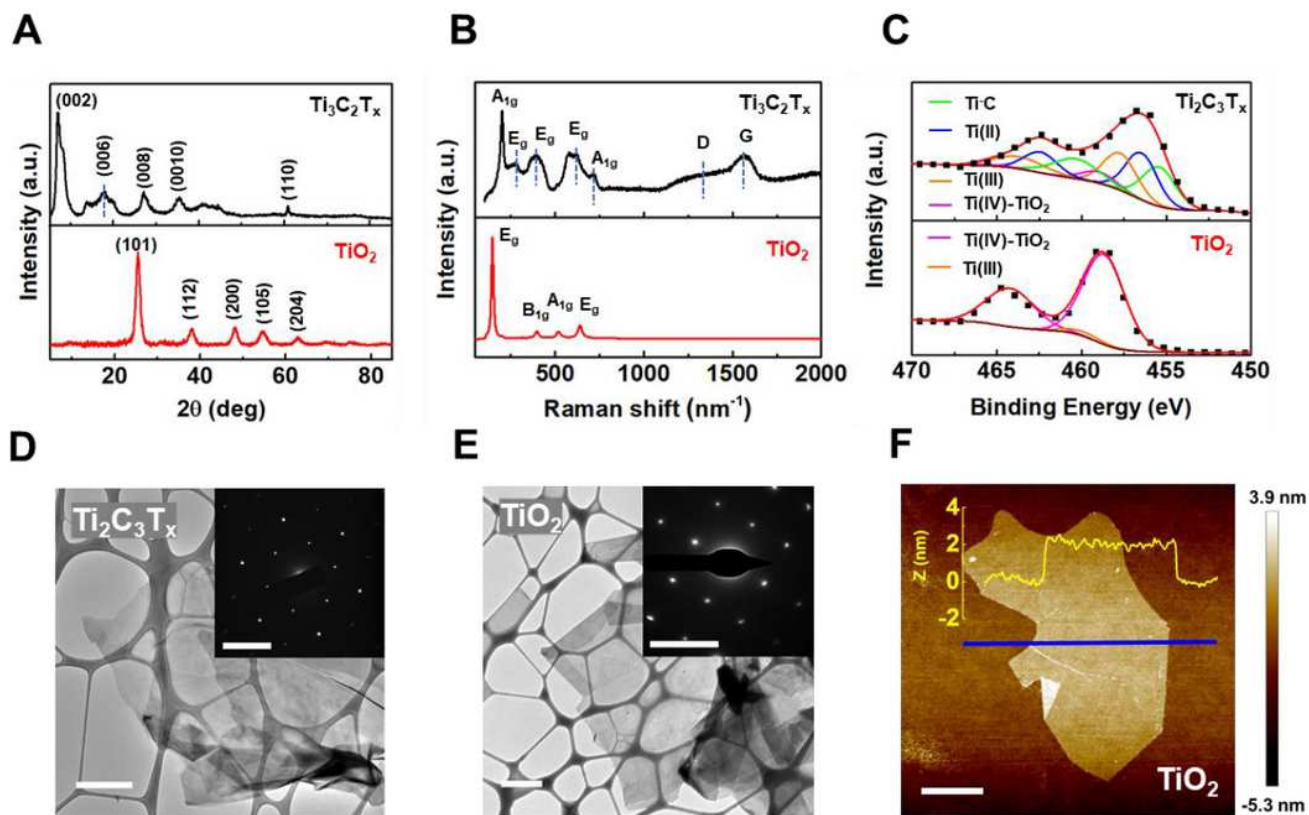 A
B
C
Intensity (a.u.)
Ti₃C₂Tₓ
(002)
(006)
(008)
(0010)
(110)
TiO₂
(101)
(112)
(200)
(105)
(204)
20
40
60
80
2θ (deg)
Intensity (a.u.)
Ti₃C₂Tₓ
A₁g
Eg
Eg
Eg
A₁g
D
G
TiO₂
Eg
B₁g
A₁g
Eg
500
1000
1500
2000
Raman shift (nm⁻¹)
Intensity (a.u.)
Ti₂C₃Tₓ
Ti-C
Ti(II)
Ti(III)
Ti(IV)-TiO₂
Ti(IV)-TiO₂
TiO₂
Ti(III)
470
465
460
455
450
Binding Energy (eV)
D
E
F
Ti₂C₃Tₓ
TiO₂
4
2
0
-2
Z (nm)
TiO₂
3.9 nm
-5.3 nm